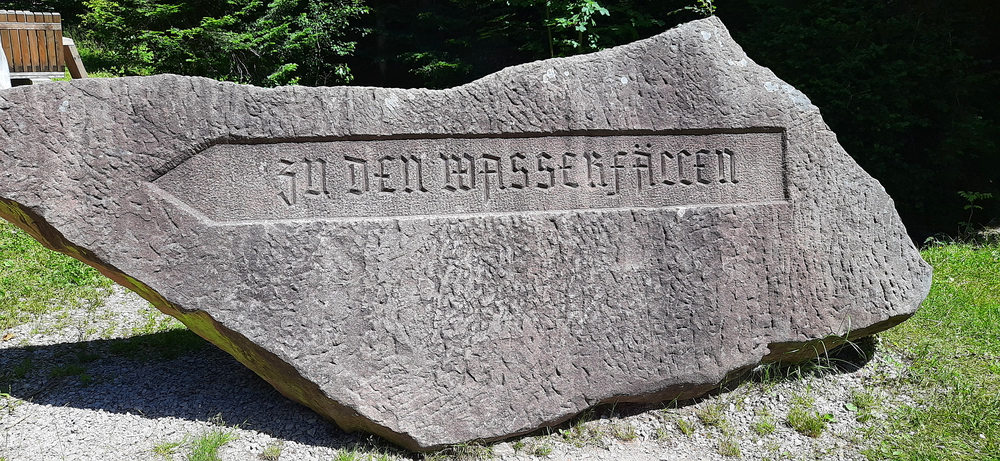 ZU DEN WASSERFÄLLEN